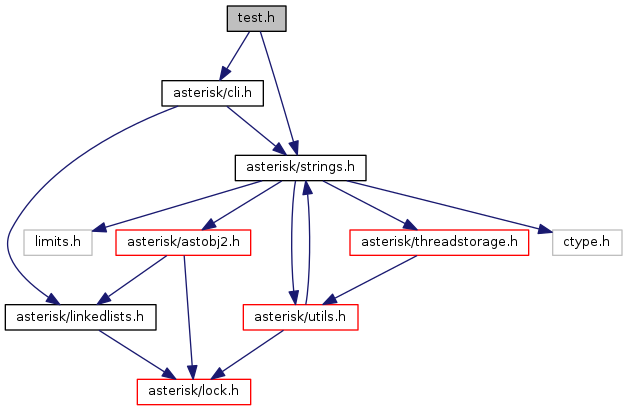 test.h
asterisk/cli.h
asterisk/strings.h
limits.h
asterisk/astobj2.h
asterisk/threadstorage.h
ctype.h
asterisk/linkedlists.h
asterisk/utils.h
asterisk/lock.h